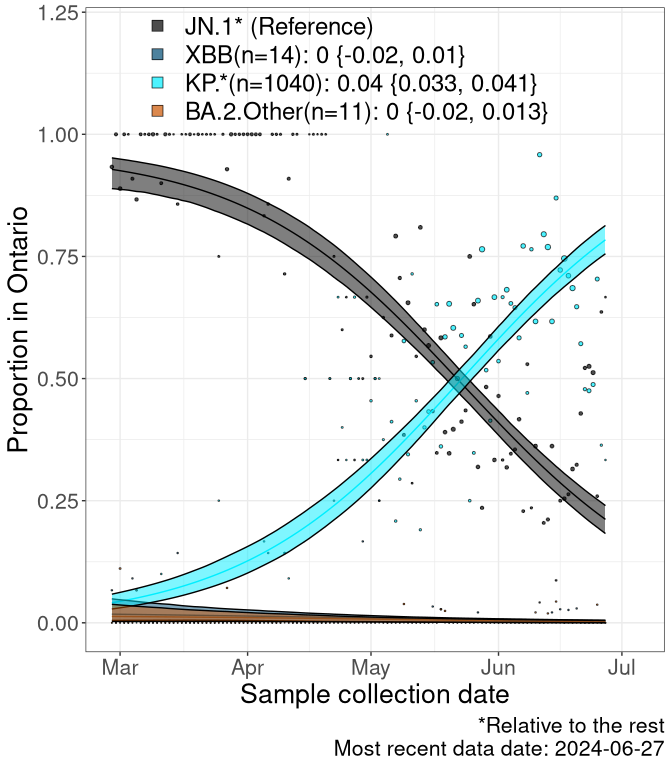 JN.1* (Reference)
XBB(n=14): 0 {-0.02, 0.01}
KP.*(n=1040): 0.04 {0.033, 0.041}
BA.2.Other(n=11): 0 {-0.02, 0.013}
1.25
1.00
0.75
0.50
0.25
0.00
Proportion in Ontario
Mar Apr May Jun Jul
Sample collection date
*Relative to the rest
Most recent data date: 2024-06-27